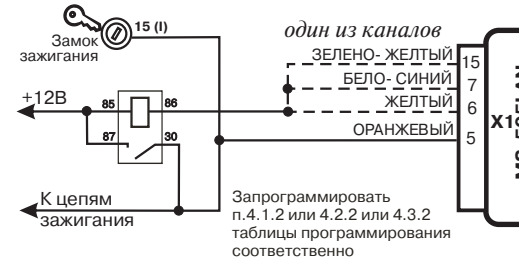 15 (I)
Замок
зажигания
один из каналов
ЗЕЛЕНО- ЖЕЛТЫЙ
15
БЕЛО- СИНИЙ
7
ЖЕЛТЫЙ
6
ОРАНЖЕВЫЙ
5
X1
+12В
85
86
87
30
К цепям
зажигания
Запрограммировать
п.4.1.2 или 4.2.2 или 4.3.2
таблицы программирования
соответственно